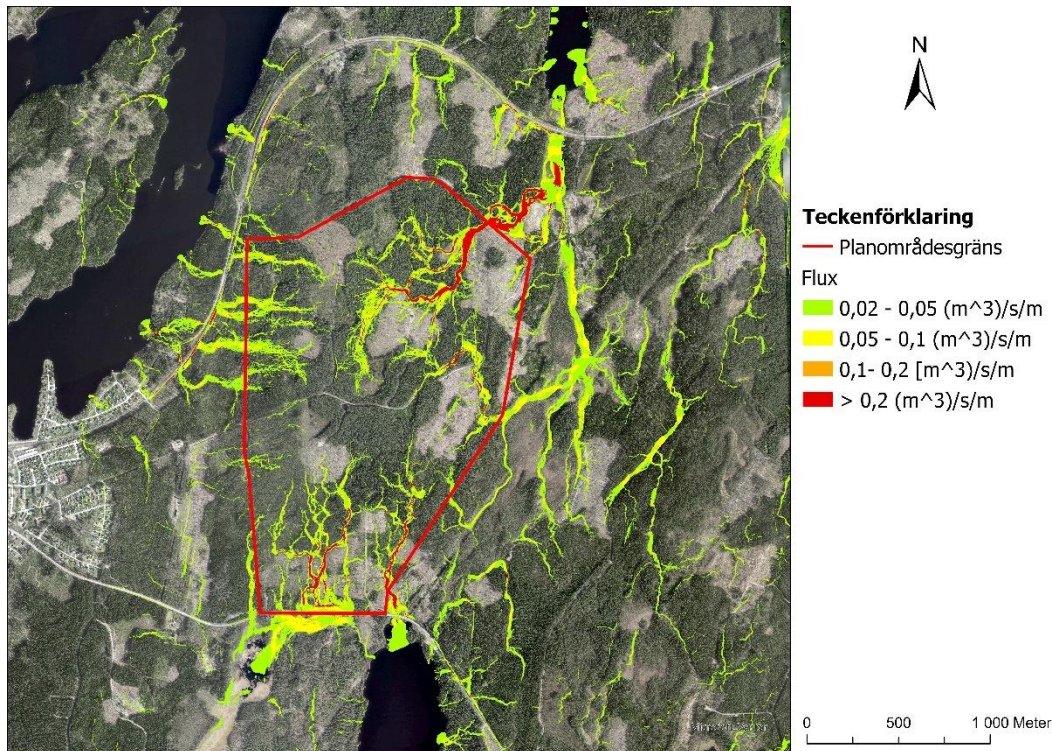 N
Teckenförklaring
Planområdesgräns
Flux
0,02 - 0,05 (m^3)/s/m
0,05 - 0,1 (m^3)/s/m
0,1- 0,2 [m^3)/s/m
> 0,2 (m^3)/s/m
0 500 1 000 Meter